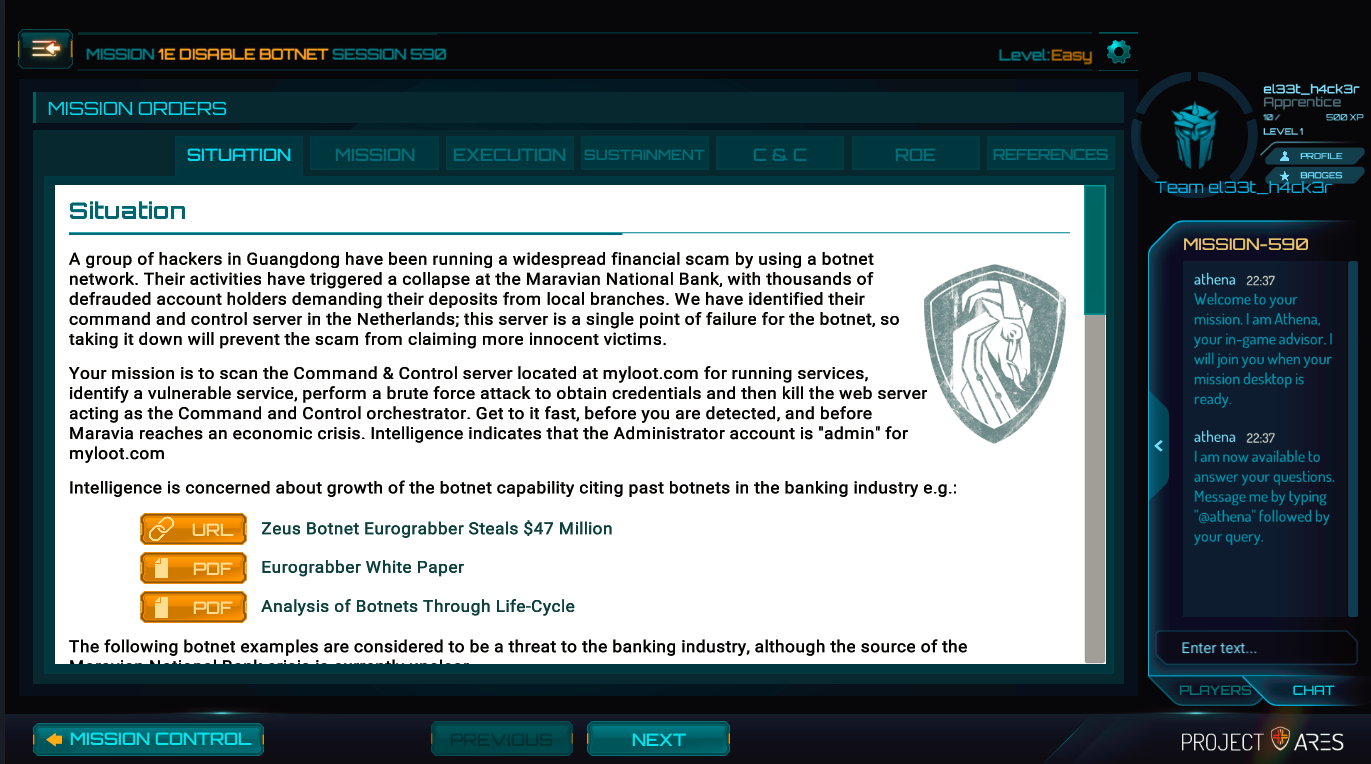 MISSION 1E DISABLE BOTNET SESSION 590
Level:Easy
MISSION ORDERS
SITUATION
MISSION
EXECUTION
SUSTAINMENT
C & C
ROE
REFERENCES
Situation
A group of hackers in Guangdong have been running a widespread financial scam by using a botnet
network. Their activities have triggered a collapse at the Maravian National Bank, with thousands of
defrauded account holders demanding their deposits from local branches. We have identified their
command and control server in the Netherlands; this server is a single point of failure for the botnet, so
taking it down will prevent the scam from claiming more innocent victims.
Your mission is to scan the Command & Control server located at myloot.com for running services,
identify a vulnerable service, perform a brute force attack to obtain credentials and then kill the web server
acting as the Command and Control orchestrator. Get to it fast, before you are detected, and before
Maravia reaches an economic crisis. Intelligence indicates that the Administrator account is "admin" for
myloot.com
Intelligence is concerned about growth of the botnet capability citing past botnets in the banking industry e.g.:
URL Zeus Botnet Eurograbber Steals $47 Million
PDF Eurograbber White Paper
PDF Analysis of Botnets Through Life-Cycle
The following botnet examples are considered to be a threat to the banking industry, although the source of the
Maravian National Bank crisis is currently unclear
MISSION CONTROL
PREVIOUS
NEXT
el33t_h4ck3r
Apprentice
10 / 500 XP
LEVEL 1
PROFILE
BADGES
Team el33t_h4ck3r
MISSION-590
athena 22:37
Welcome to your
mission. I am Athena,
your in-game advisor. I
will join you when your
mission desktop is
ready.
athena 22:37
I am now available to
answer your questions.
Message me by typing
"@athena" followed by
your query.
Enter text...
PLAYERS
CHAT
PROJECT ARES